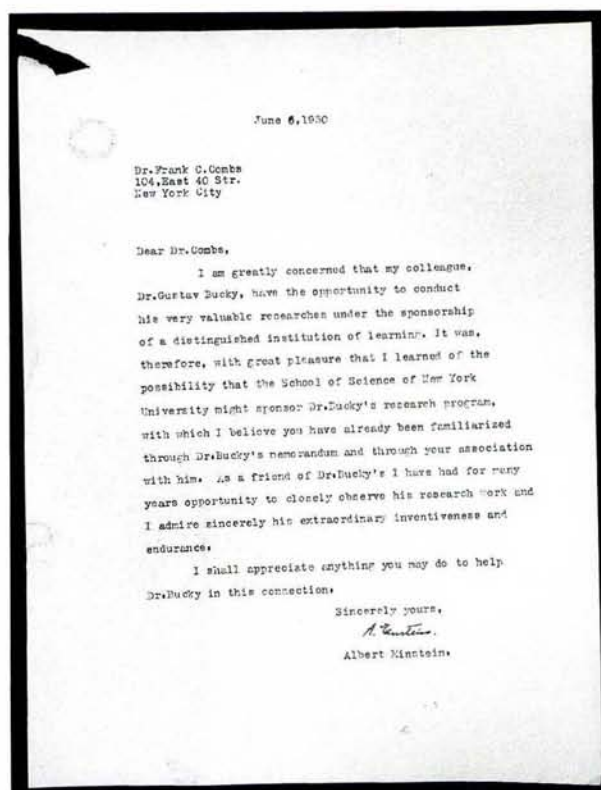 June 6,1950
Dr.Frank C.Combs
104,East 40 Str.
New York City
Dear Dr.Combs,
I am greatly concerned that my colleague,
Dr.Gustav Bucky, have the opportunity to conduct
his very valuable researches under the sponsorship
of a distinguished institution of learning. It was,
therefore, with great pleasure that I learned of the
possibility that the School of Science of New York
University might sponsor Dr.Bucky's research program,
with which I believe you have already been familiarized
through Dr.Bucky's memorandum and through your association
with him. As a friend of Dr.Bucky's I have had for many
years opportunity to closely observe his research work and
I admire sincerely his extraordinary inventiveness and
endurance.
I shall appreciate anything you may do to help
Dr.Bucky in this connection.
Sincerely yours,
A. Einstein.
Albert Einstein.